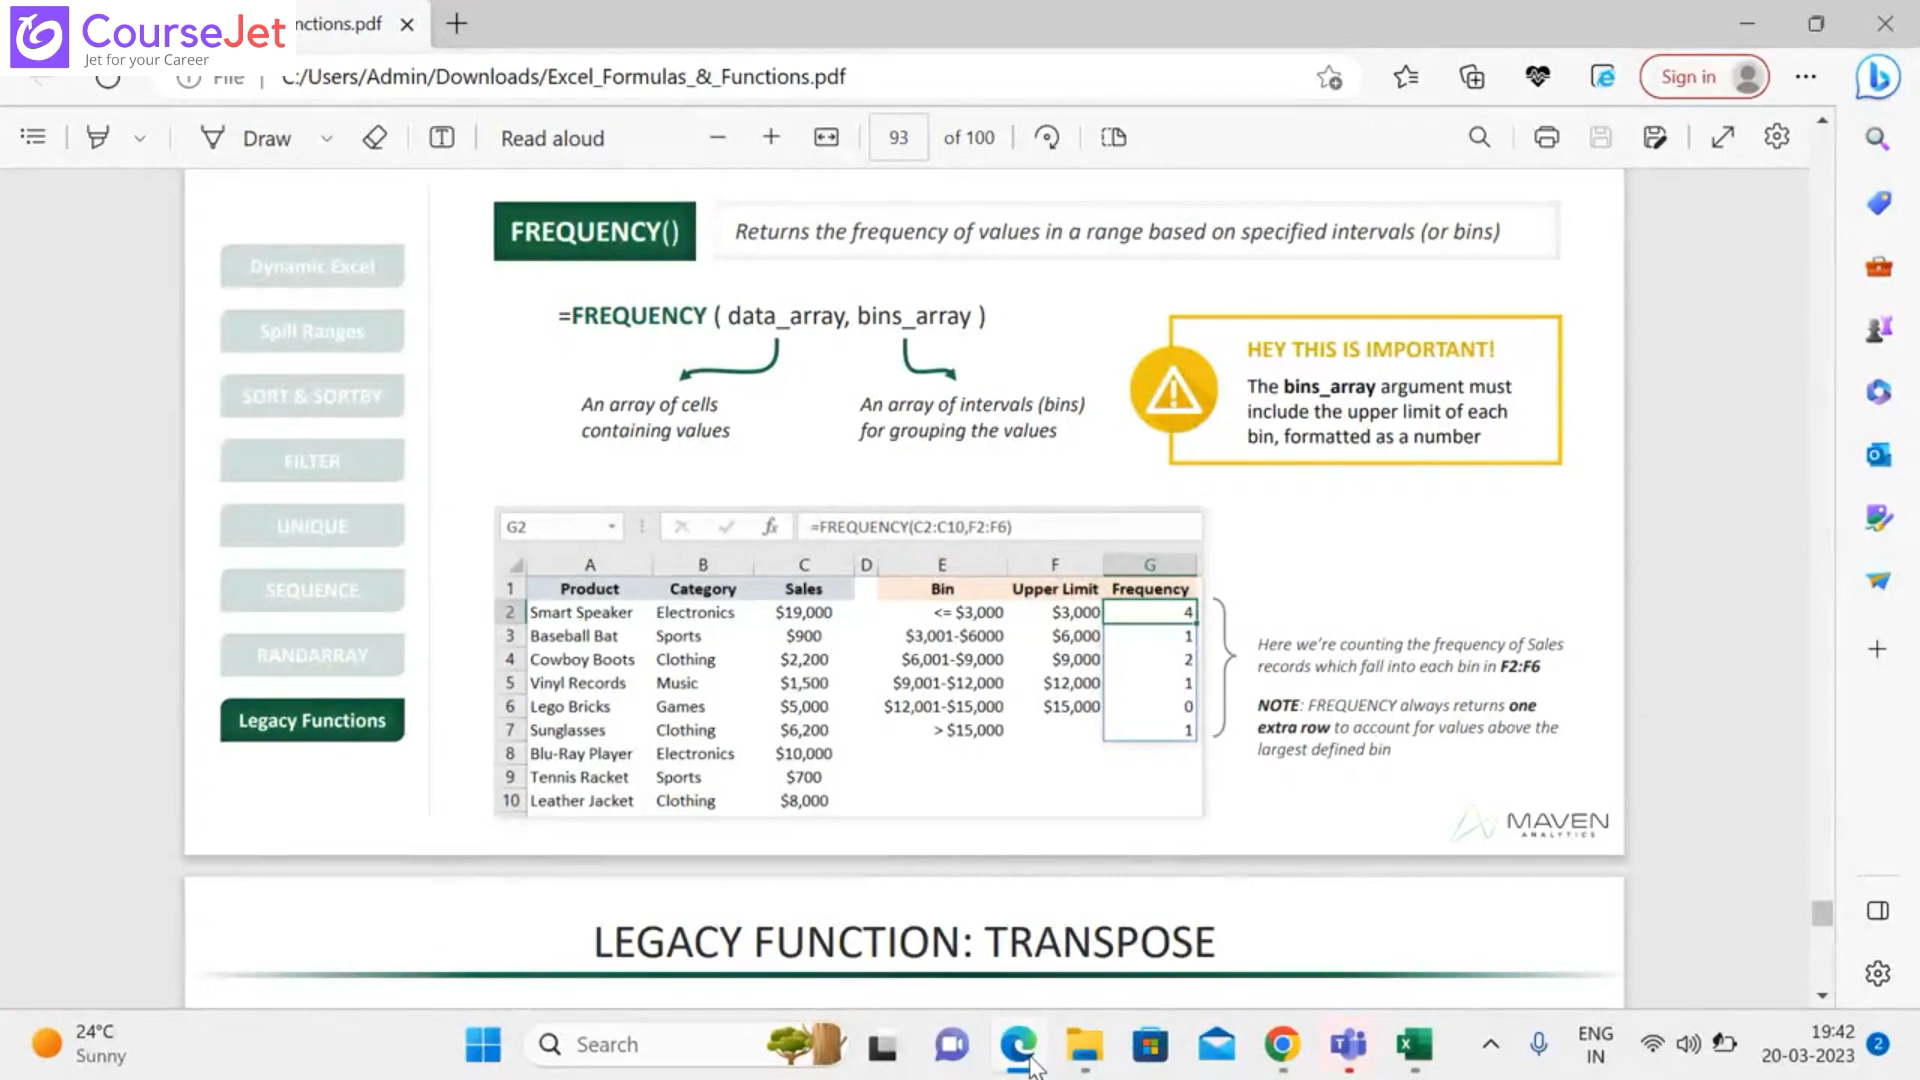 CourseJet
Jet for your Career
nctions.pdf
File
C:/Users/Admin/Downloads/Excel_Formulas_&_Functions.pdf
Sign in
Draw
Read aloud
93 of 100
Dynamic Excel
Spill Ranges
SORT & SORTBY
FILTER
UNIQUE
SEQUENCE
RANDARRAY
Legacy Functions
FREQUENCY()
Returns the frequency of values in a range based on specified intervals (or bins)
=FREQUENCY ( data_array, bins_array )
An array of cells
containing values
An array of intervals (bins)
for grouping the values
HEY THIS IS IMPORTANT!
The bins_array argument must
include the upper limit of each
bin, formatted as a number
G2 fx =FREQUENCY(C2:C10,F2:F6)
A B C D E F G
1 Product Category Sales Bin Upper Limit Frequency
2 Smart Speaker Electronics $19,000 <= $3,000 $3,000 4
3 Baseball Bat Sports $900 $3,001-$6000 $6,000 1
4 Cowboy Boots Clothing $2,200 $6,001-$9,000 $9,000 2
5 Vinyl Records Music $1,500 $9,001-$12,000 $12,000 1
6 Lego Bricks Games $5,000 $12,001-$15,000 $15,000 0
7 Sunglasses Clothing $6,200 > $15,000 1
8 Blu-Ray Player Electronics $10,000
9 Tennis Racket Sports $700
10 Leather Jacket Clothing $8,000
Here we're counting the frequency of Sales
records which fall into each bin in F2:F6
NOTE: FREQUENCY always returns one
extra row to account for values above the
largest defined bin
MAVEN
ANALYTICS
LEGACY FUNCTION: TRANSPOSE
24°C
Sunny
Search
ENG
IN
19:42
20-03-2023
2